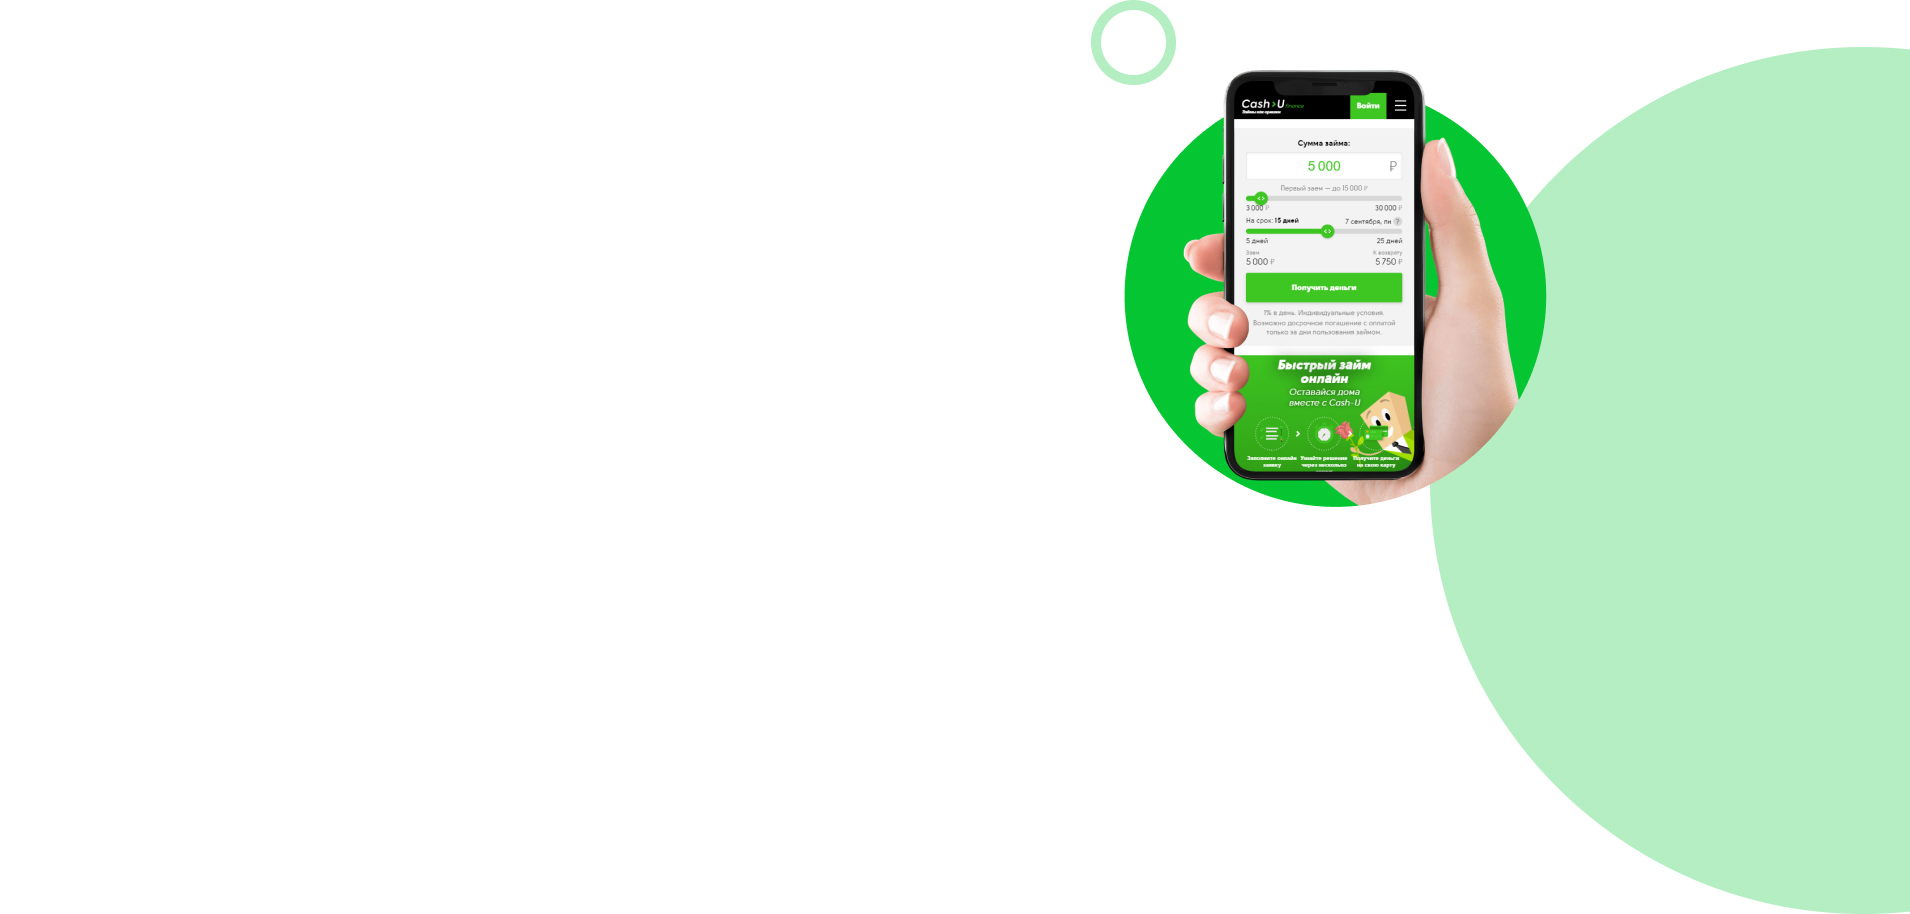 Cash U finance
Займы как пружина
Войти
Сумма займа:
5 000 ₽
Первый заем — до 15 000 ₽
3 000 ₽ 30 000 ₽
На срок: 15 дней 7 сентября, пн ?
5 дней 25 дней
Заем К возврату
5 000 ₽ 5 750 ₽
Получить деньги
1% в день. Индивидуальные условия.
Возможно досрочное погашение с оплатой
только за дни пользования займом.
Быстрый займ
онлайн
Оставайся дома
вместе с Cash-U
Заполните онлайн
заявку
Узнайте решение
через несколько
Получите деньги
на свою карту